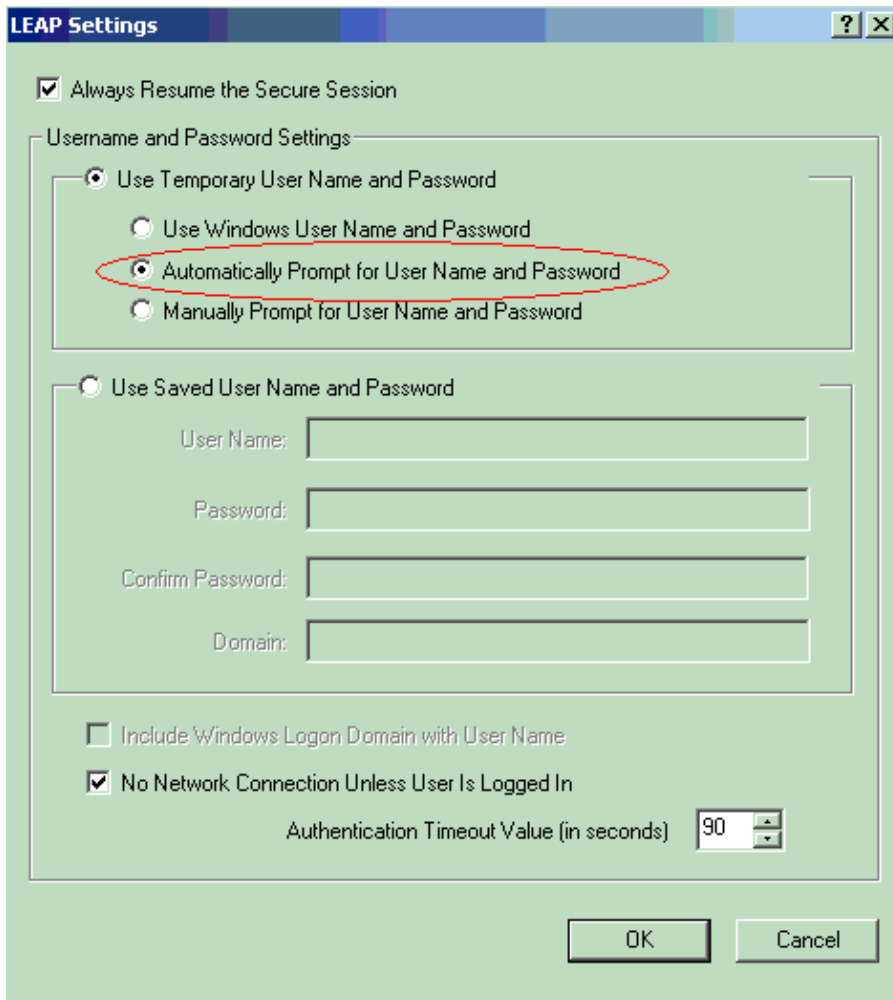 LEAP Settings
Always Resume the Secure Session
Username and Password Settings
Use Temporary User Name and Password
Use Windows User Name and Password
Automatically Prompt for User Name and Password
Manually Prompt for User Name and Password
Use Saved User Name and Password
User Name:
Password:
Confirm Password:
Domain:
Include Windows Logon Domain with User Name
No Network Connection Unless User Is Logged In
Authentication Timeout Value (in seconds) 90
OK Cancel